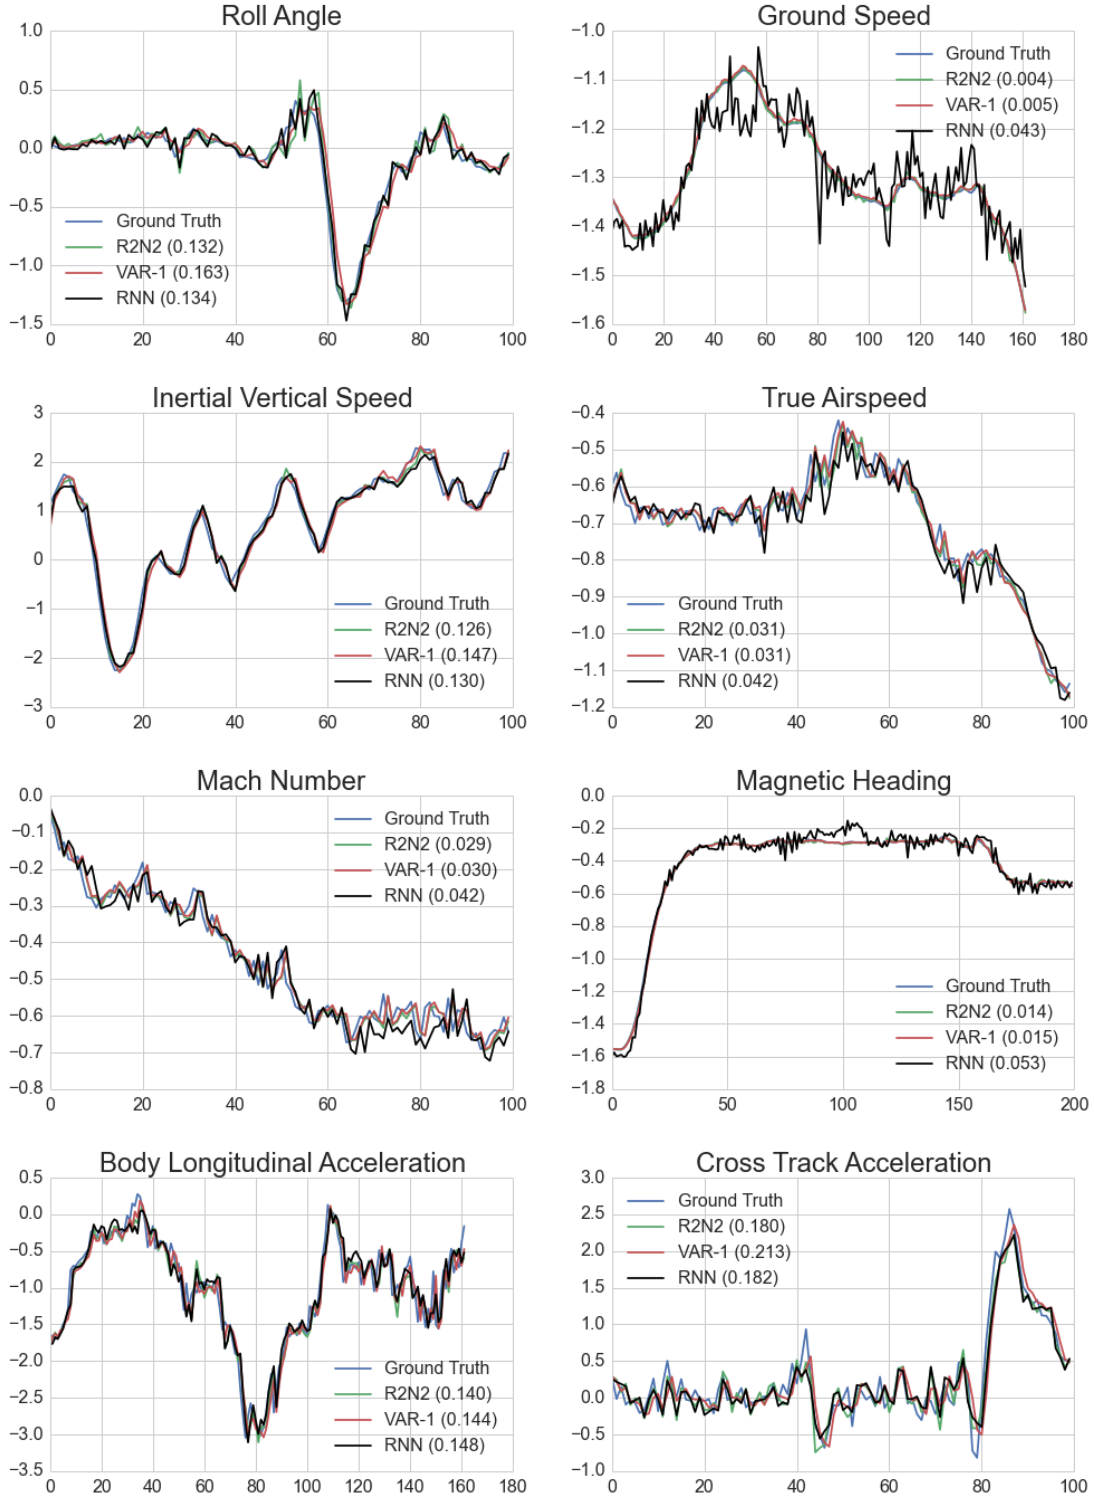 Roll Angle
1.0
0.5
0.0
−0.5
−1.0
−1.5
0 20 40 60 80 100
Ground Truth
R2N2 (0.132)
VAR-1 (0.163)
RNN (0.134)
Ground Speed
−1.0
−1.1
−1.2
−1.3
−1.4
−1.5
−1.6
0 20 40 60 80 100 120 140 160 180
Ground Truth
R2N2 (0.004)
VAR-1 (0.005)
RNN (0.043)
Inertial Vertical Speed
3
2
1
0
−1
−2
−3
0 20 40 60 80 100
Ground Truth
R2N2 (0.126)
VAR-1 (0.147)
RNN (0.130)
True Airspeed
−0.4
−0.5
−0.6
−0.7
−0.8
−0.9
−1.0
−1.1
−1.2
0 20 40 60 80 100
Ground Truth
R2N2 (0.031)
VAR-1 (0.031)
RNN (0.042)
Mach Number
0.0
−0.1
−0.2
−0.3
−0.4
−0.5
−0.6
−0.7
−0.8
0 20 40 60 80 100
Ground Truth
R2N2 (0.029)
VAR-1 (0.030)
RNN (0.042)
Magnetic Heading
0.0
−0.2
−0.4
−0.6
−0.8
−1.0
−1.2
−1.4
−1.6
−1.8
0 50 100 150 200
Ground Truth
R2N2 (0.014)
VAR-1 (0.015)
RNN (0.053)
Body Longitudinal Acceleration
0.5
0.0
−0.5
−1.0
−1.5
−2.0
−2.5
−3.0
−3.5
0 20 40 60 80 100 120 140 160 180
Ground Truth
R2N2 (0.140)
VAR-1 (0.144)
RNN (0.148)
Cross Track Acceleration
3.0
2.5
2.0
1.5
1.0
0.5
0.0
−0.5
−1.0
0 20 40 60 80 100
Ground Truth
R2N2 (0.180)
VAR-1 (0.213)
RNN (0.182)